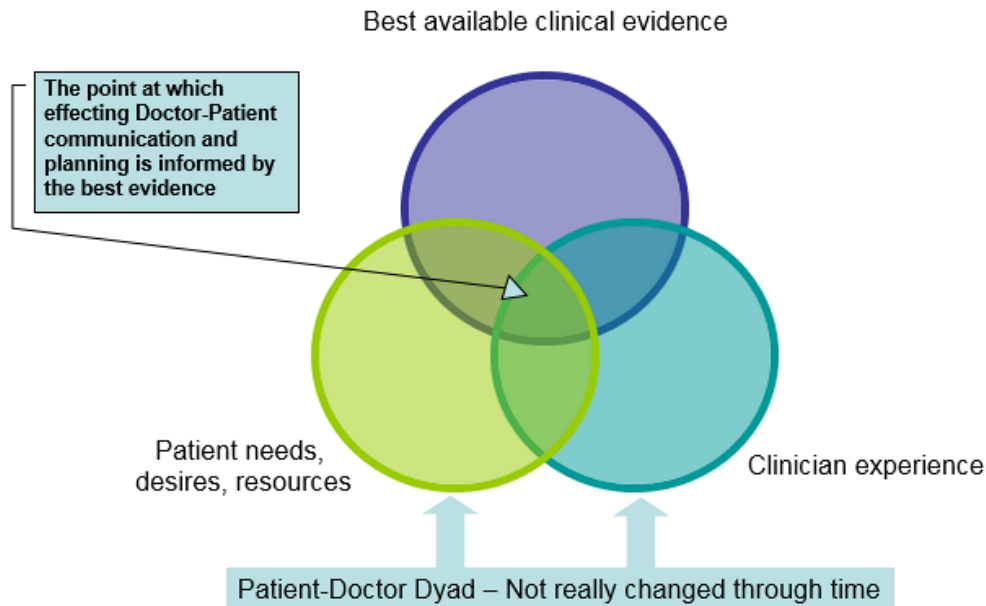 Best available clinical evidence
The point at which
effecting Doctor-Patient
communication and
planning is informed by
the best evidence
Patient needs,
desires, resources
Clinician experience
Patient-Doctor Dyad – Not really changed through time